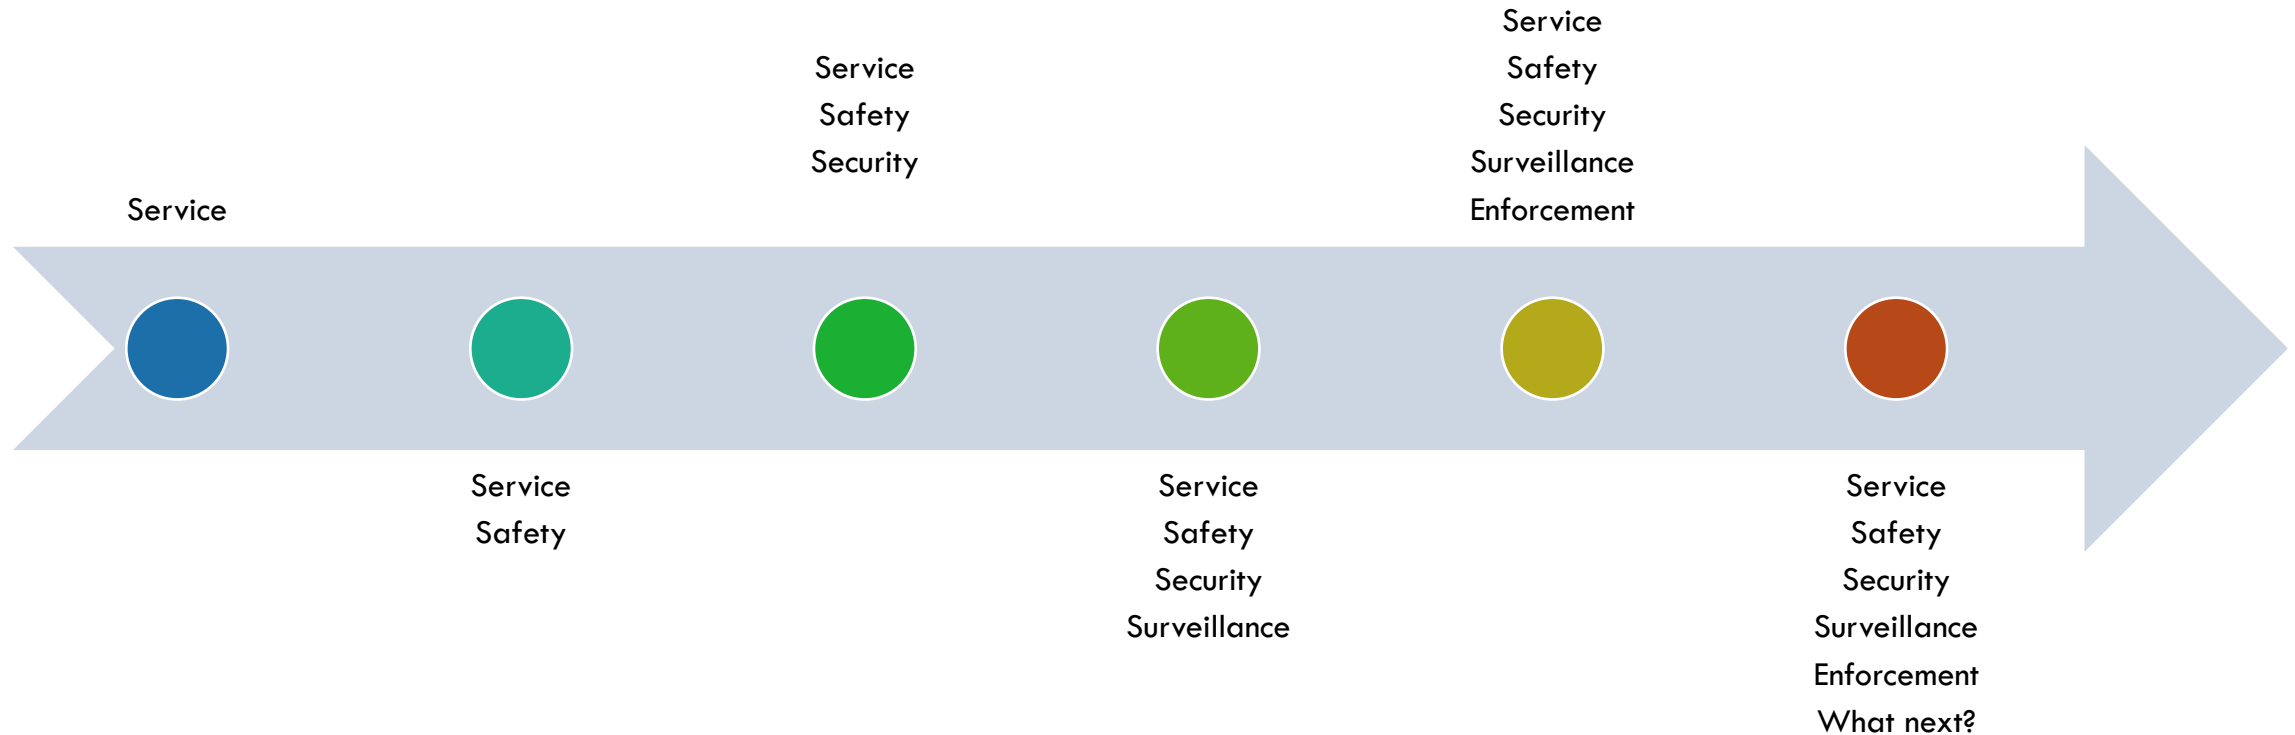 Service
Service
Safety
Service
Safety
Security
Service
Safety
Security
Surveillance
Service
Safety
Security
Surveillance
Enforcement
Service
Safety
Security
Surveillance
Enforcement
What next?